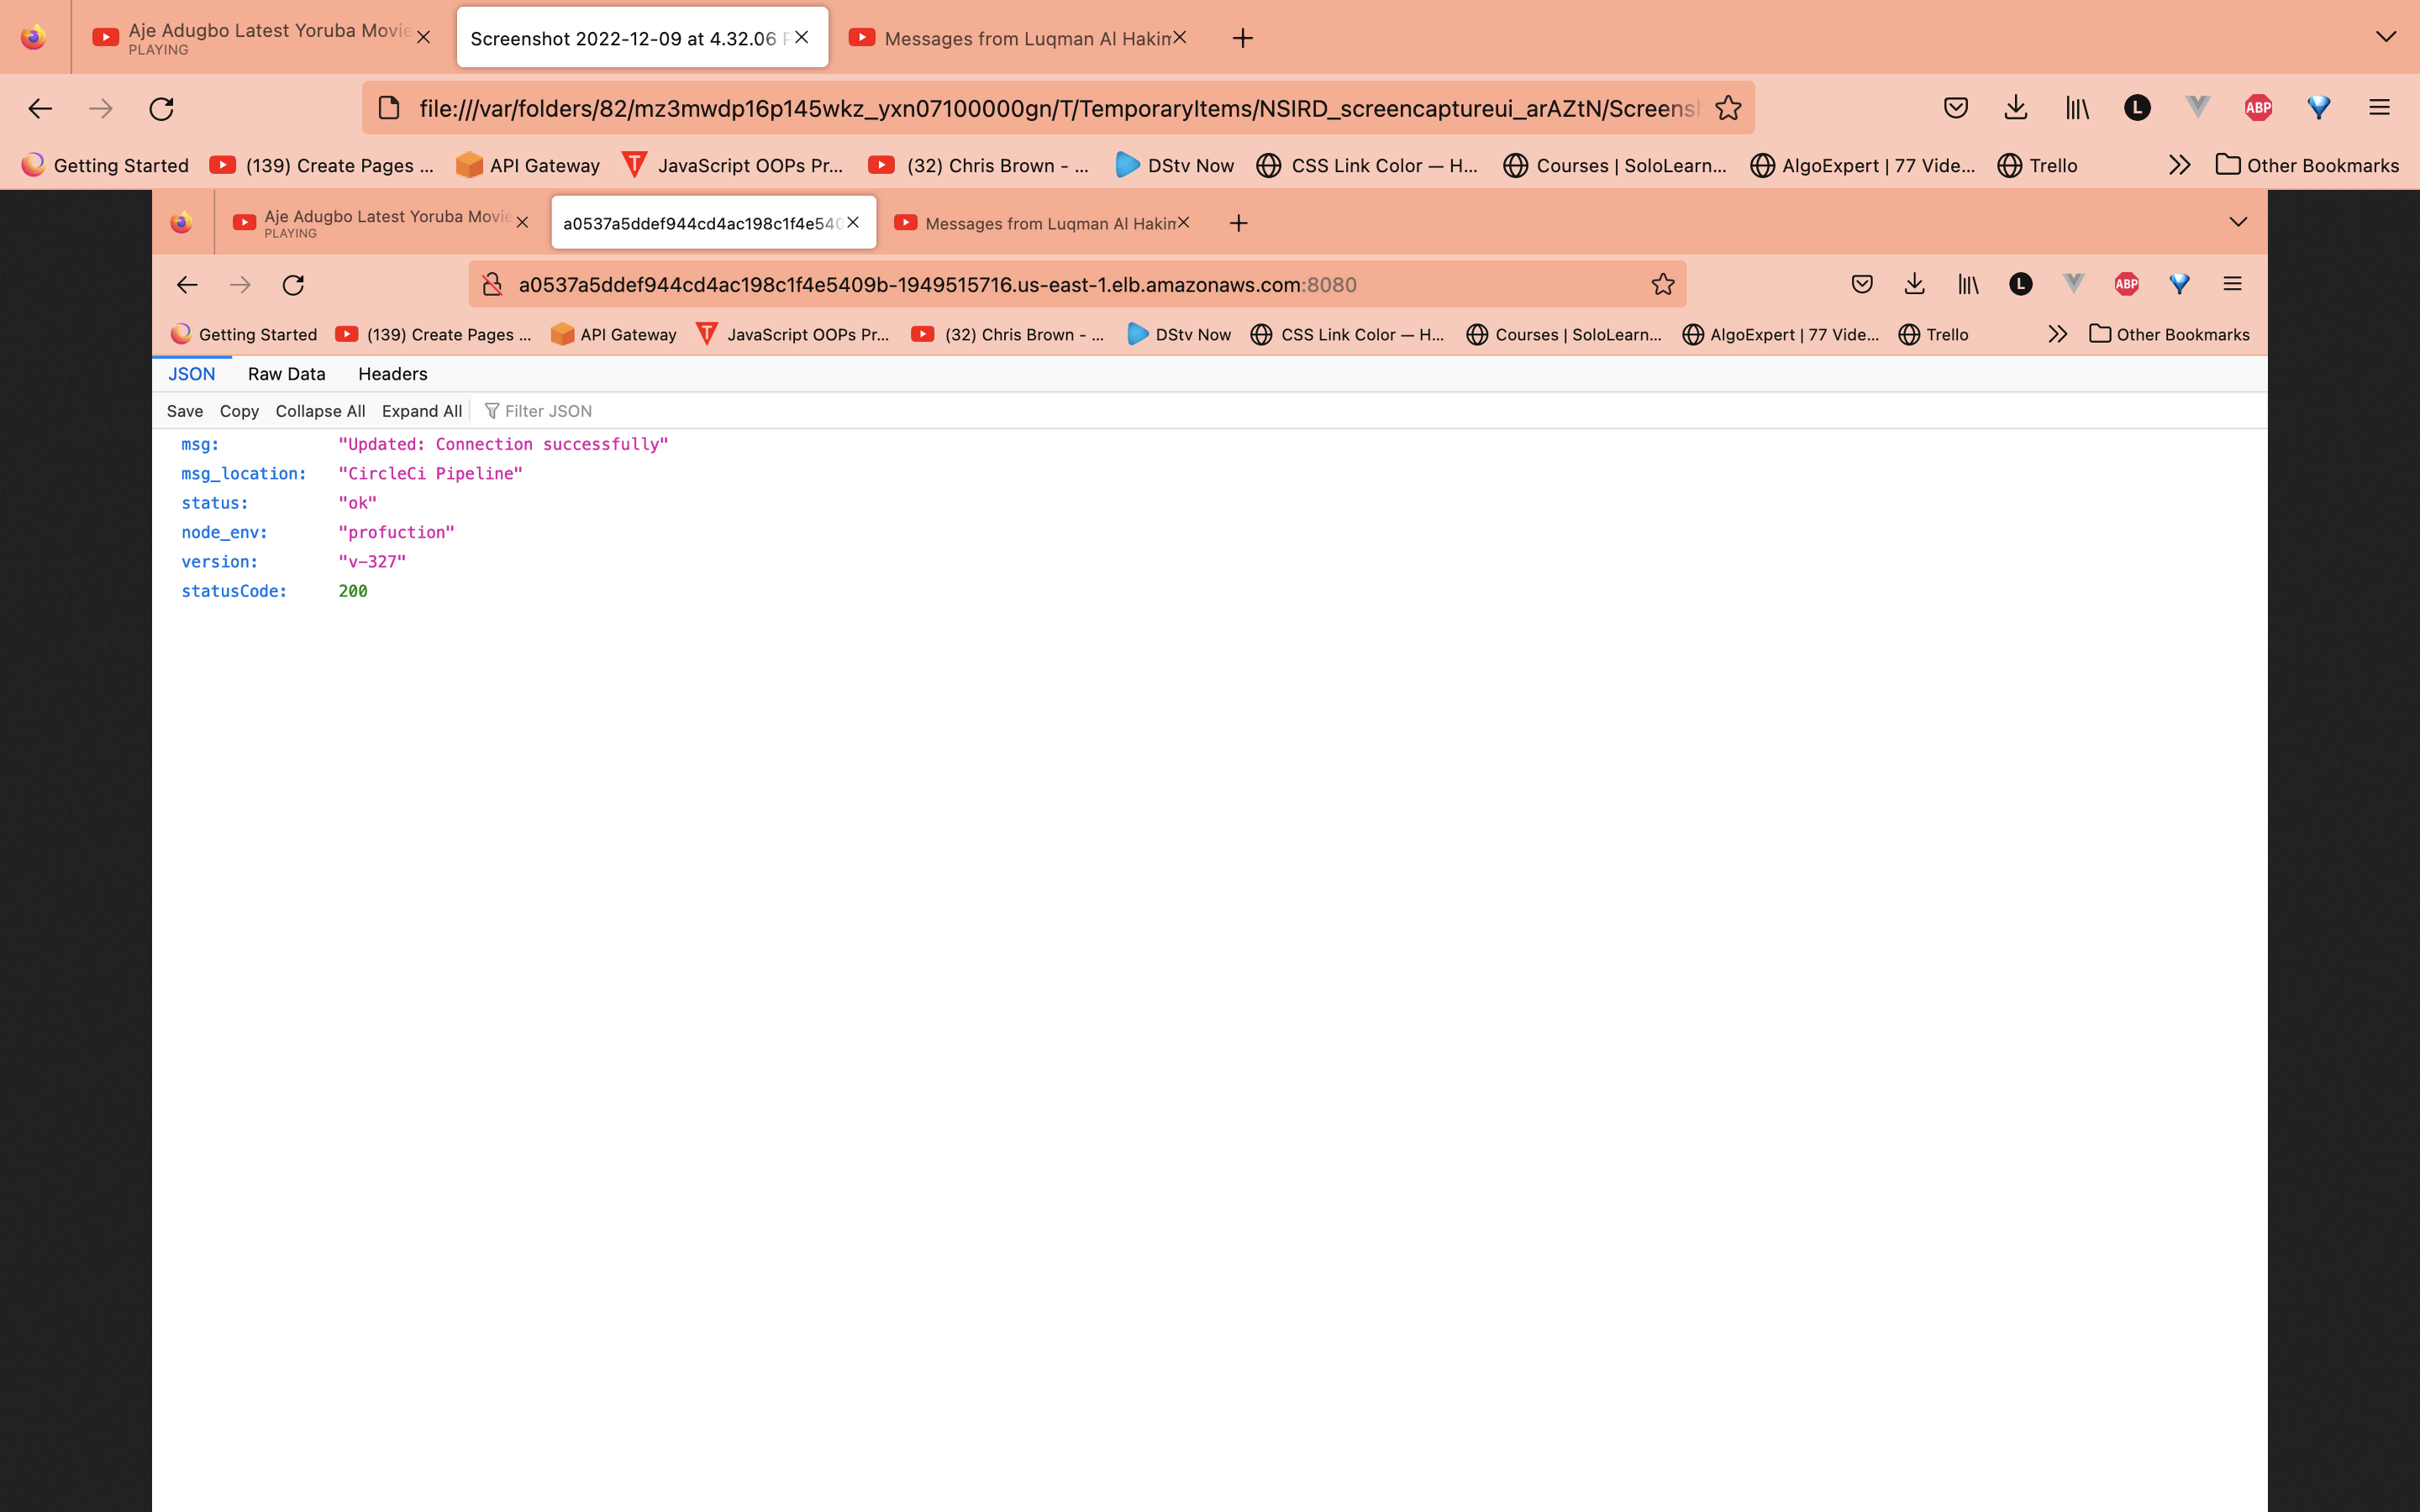 Aje Adugbo Latest Yoruba Movie
PLAYING
Screenshot 2022-12-09 at 4.32.06
Messages from Luqman Al Hakim
file:///var/folders/82/mz3mwdp16p145wkz_yxn07100000gn/T/TemporaryItems/NSIRD_screencaptureui_arAZtN/Screensh
L
ABP
Getting Started
(139) Create Pages ...
API Gateway
T
JavaScript OOPs Pr...
(32) Chris Brown - ...
DStv Now
CSS Link Color — H...
Courses | SoloLearn...
AlgoExpert | 77 Vide...
Trello
Other Bookmarks
Aje Adugbo Latest Yoruba Movie
PLAYING
a0537a5ddef944cd4ac198c1f4e540
Messages from Luqman Al Hakim
a0537a5ddef944cd4ac198c1f4e5409b-1949515716.us-east-1.elb.amazonaws.com:8080
L
ABP
Getting Started
(139) Create Pages ...
API Gateway
T
JavaScript OOPs Pr...
(32) Chris Brown - ...
DStv Now
CSS Link Color — H...
Courses | SoloLearn...
AlgoExpert | 77 Vide...
Trello
Other Bookmarks
JSON Raw Data Headers
Save Copy Collapse All Expand All Filter JSON
msg: "Updated: Connection successfully"
msg_location: "CircleCi Pipeline"
status: "ok"
node_env: "profuction"
version: "v-327"
statusCode: 200